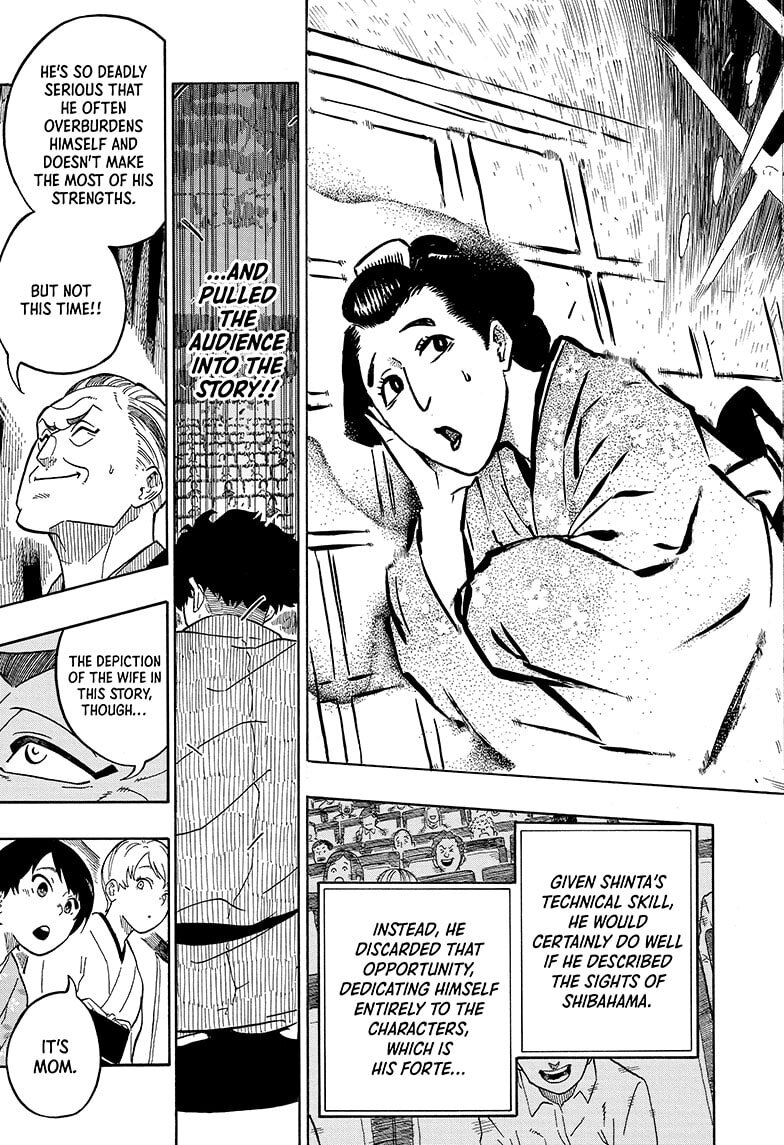 GIVEN SHINTA'S
TECHNICAL SKILL,
HE WOULD
CERTAINLY DO WELL
IF HE DESCRIBED
THE SIGHTS OF
SHIBAHAMA.
INSTEAD, HE
DISCARDED THAT
OPPORTUNITY,
DEDICATING HIMSELF
ENTIRELY TO THE
CHARACTERS,
WHICH IS
HIS FORTE...
...AND
PULLED
THE
AUDIENCE
INTO THE
STORY!!
HE'S SO DEADLY
SERIOUS THAT
HE OFTEN
OVERBURDENS
HIMSELF AND
DOESN'T MAKE
THE MOST OF HIS
STRENGTHS.
BUT NOT
THIS TIME!!
THE DEPICTION
OF THE WIFE IN
THIS STORY,
THOUGH...
IT'S
MOM.